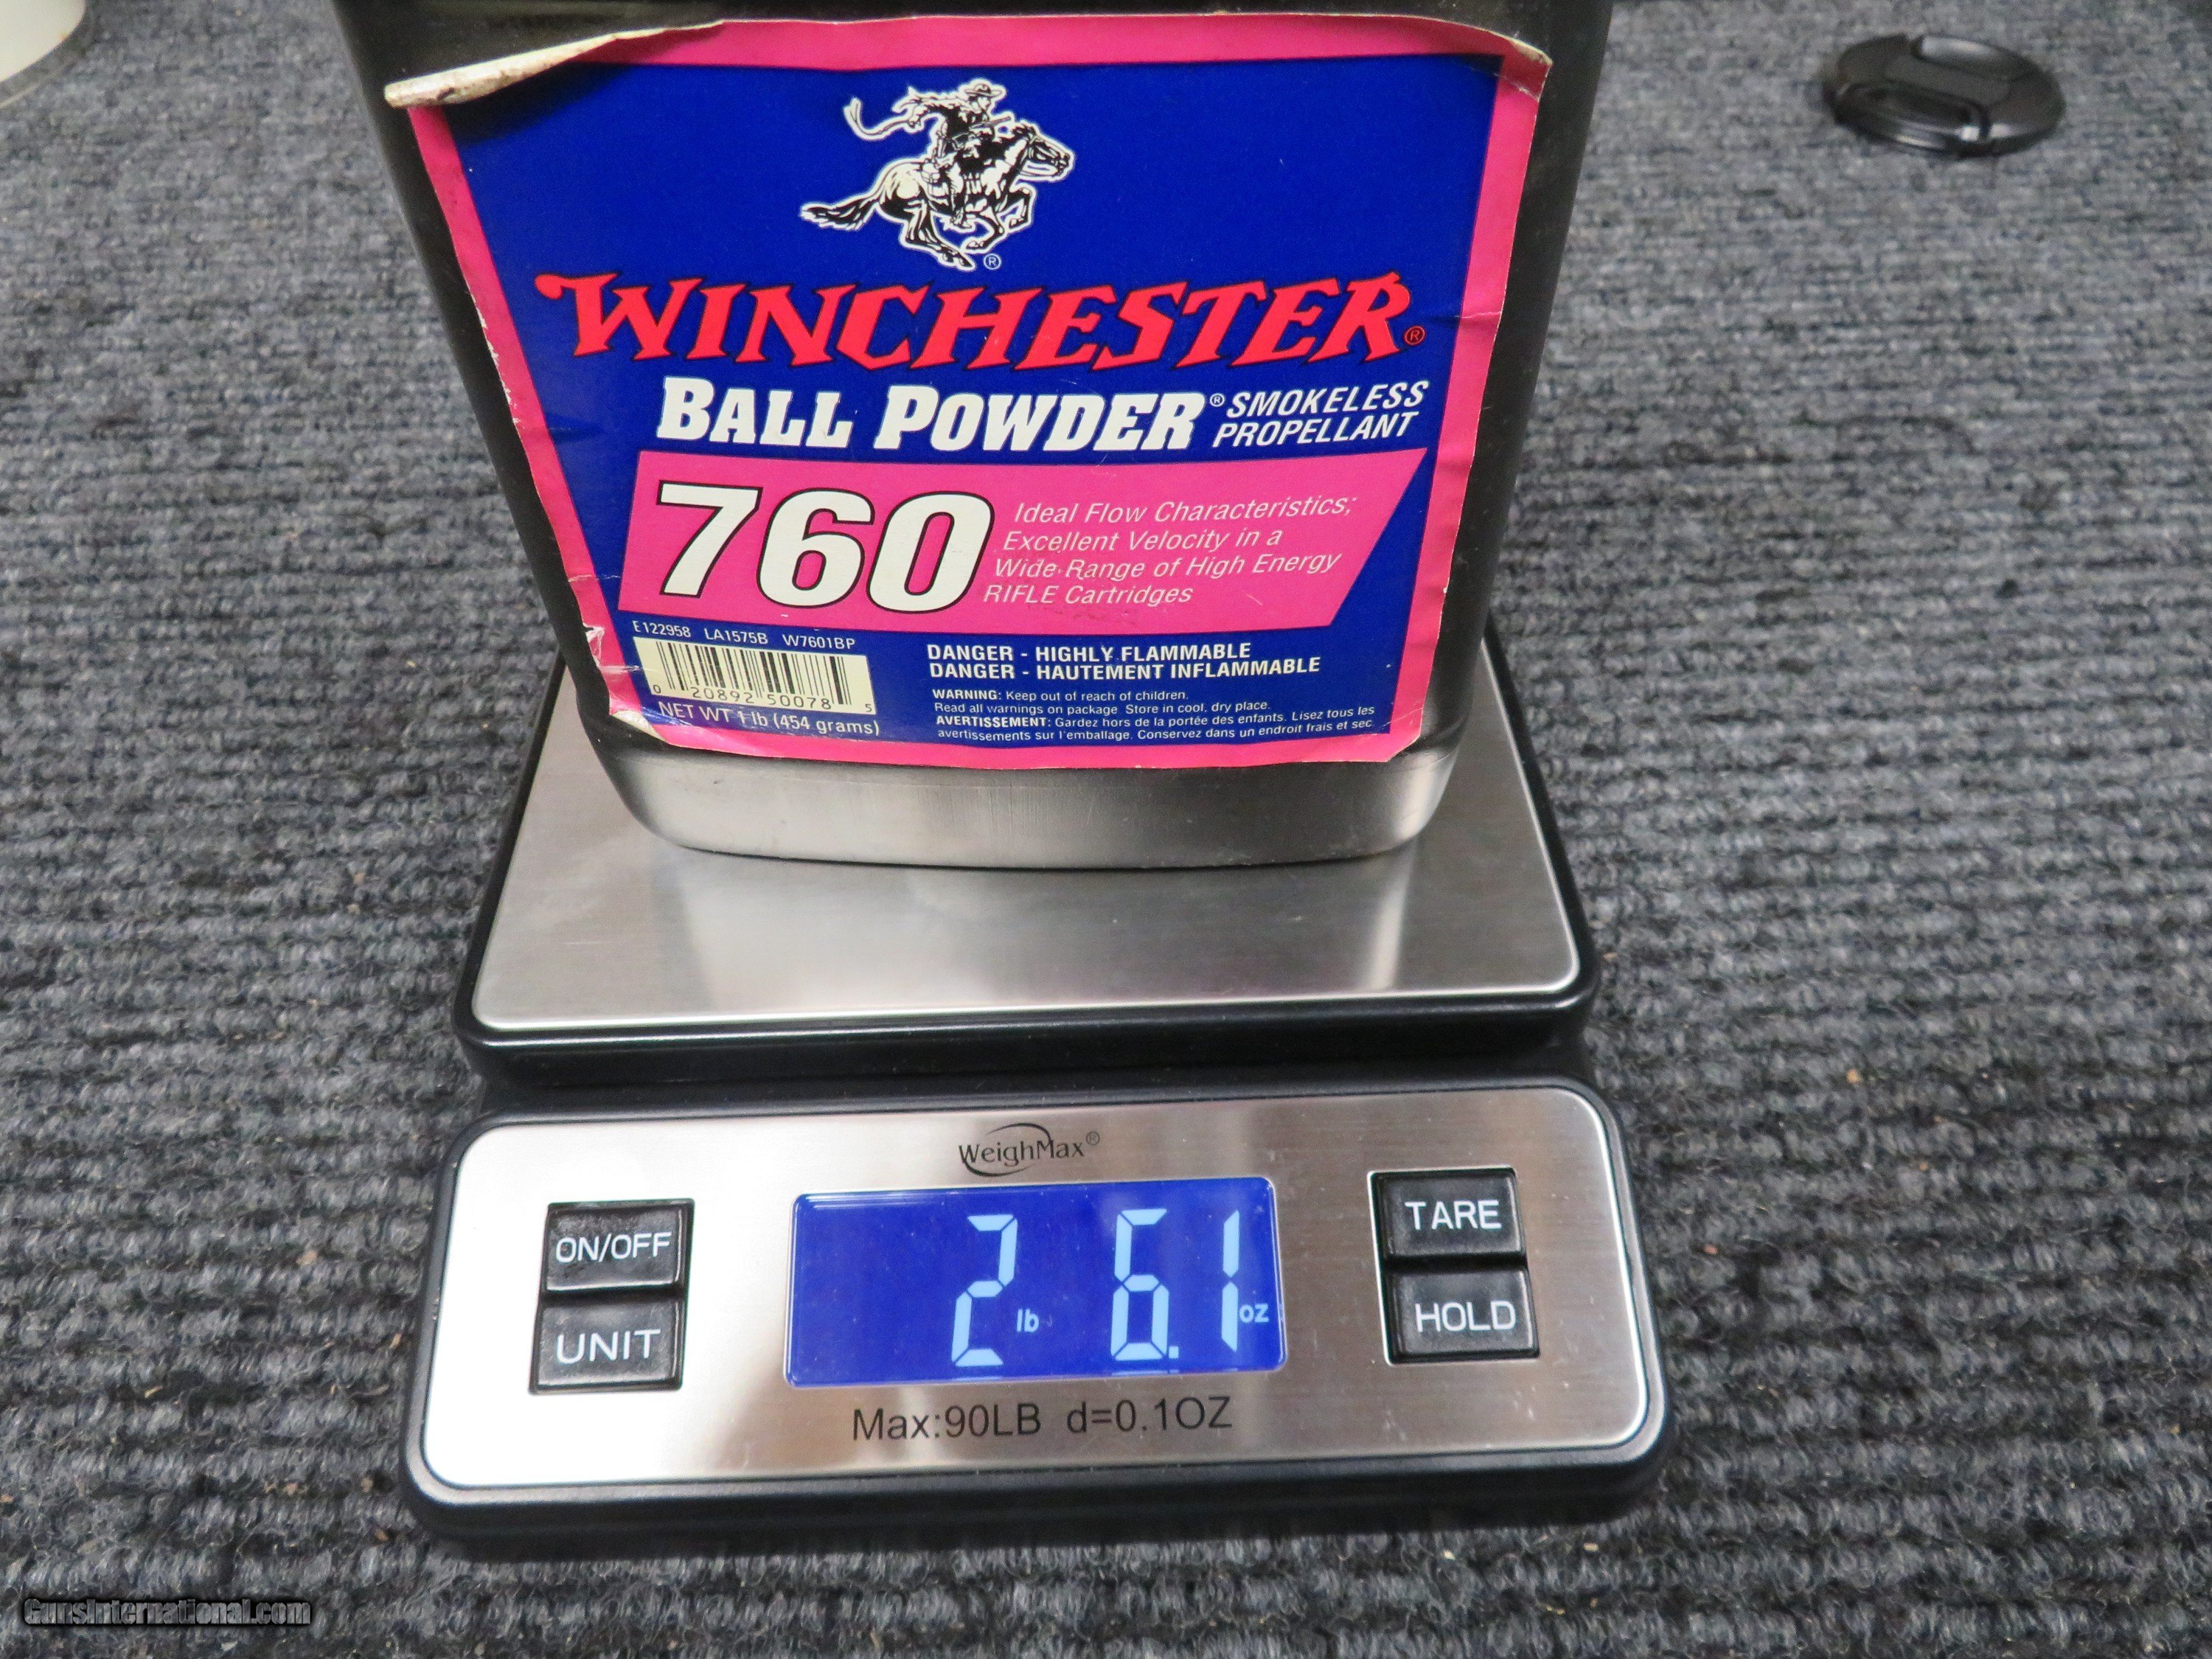 WINCHESTER®
BALL POWDER® SMOKELESS
PROPELLANT
760
Ideal Flow Characteristics;
Excellent Velocity in a
Wide Range of High Energy
RIFLE Cartridges
E122958 LA1575B W7601BP
0 20892 50078 5
NET WT 1 lb (454 grams)
DANGER - HIGHLY FLAMMABLE
DANGER - HAUTEMENT INFLAMMABLE
WARNING: Keep out of reach of children.
Read all warnings on package. Store in cool, dry place.
AVERTISSEMENT: Gardez hors de la portée des enfants. Lisez tous les
avertissements sur l'emballage. Conservez dans un endroit frais et sec.
WeighMax®
ON/OFF
UNIT
2 lb 6.1 oz
TARE
HOLD
Max:90LB d=0.1OZ
GunsInternational.com